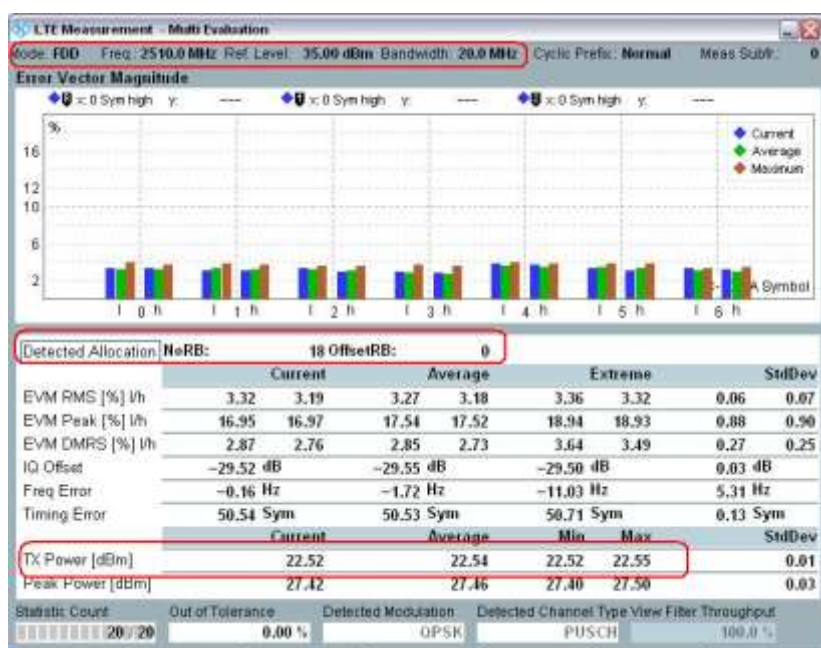 LTE Measurement - Multi Evaluation
Mode: FDD Freq.: 2510.0 MHz Ref. Level: 35.00 dBm Bandwidth: 20.0 MHz Cyclic Prefix: Normal Meas Subfr.: 0
Error Vector Magnitude
x: 0 Sym high y: --- x: 0 Sym high y: --- x: 0 Sym high y: ---
%
16
12
10
6
2
Current
Average
Maximum
A Symbol
l 0 h l 1 h l 2 h l 3 h l 4 h l 5 h l 6 h
Detected Allocation NoRB: 18 OffsetRB: 0
Current Average Extreme StdDev
EVM RMS [%] l/h 3.32 3.19 3.27 3.18 3.36 3.32 0.06 0.07
EVM Peak [%] l/h 16.95 16.97 17.54 17.52 18.94 18.93 0.88 0.90
EVM DMRS [%] l/h 2.87 2.76 2.85 2.73 3.64 3.49 0.27 0.25
IQ Offset -29.52 dB -29.55 dB -29.50 dB 0.03 dB
Freq Error -0.16 Hz -1.72 Hz -11.03 Hz 5.31 Hz
Timing Error 50.54 Sym 50.53 Sym 50.71 Sym 0.13 Sym
Current Average Min Max StdDev
TX Power [dBm] 22.52 22.54 22.52 22.55 0.01
Peak Power [dBm] 27.42 27.46 27.40 27.50 0.03
Statistic Count Out of Tolerance Detected Modulation Detected Channel Type View Filter Throughput
20 / 20 0.00 % QPSK PUSCH 100.0 %